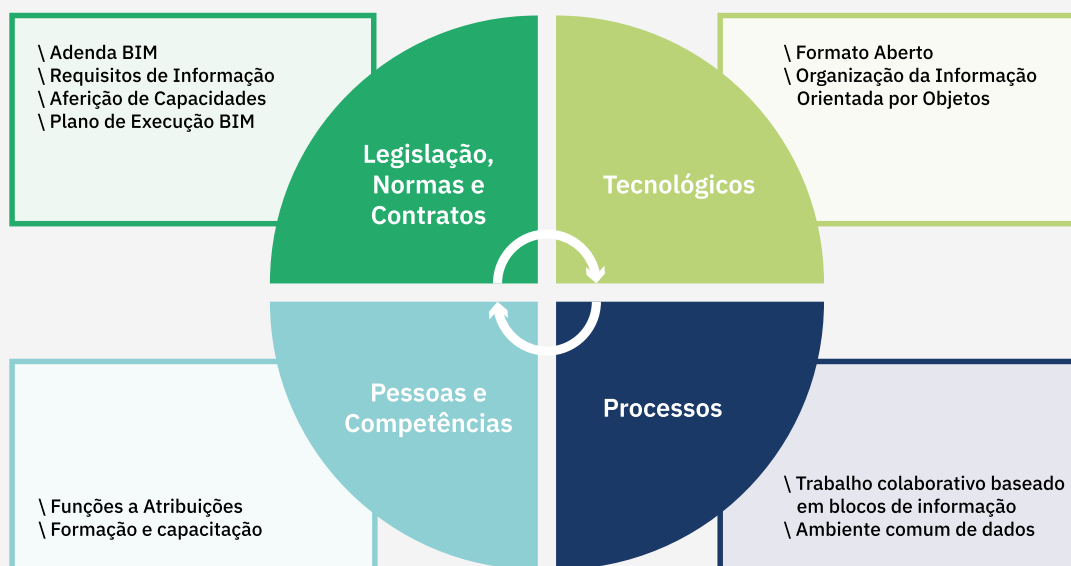 \ Adenda BIM
\ Requisitos de Informação
\ Aferição de Capacidades
\ Plano de Execução BIM
Legislação,
Normas e
Contratos
Tecnológicos
\ Formato Aberto
\ Organização da Informação
Orientada por Objetos
Pessoas e
Competências
\ Funções a Atribuições
\ Formação e capacitação
Processos
\ Trabalho colaborativo baseado
em blocos de informação
\ Ambiente comum de dados